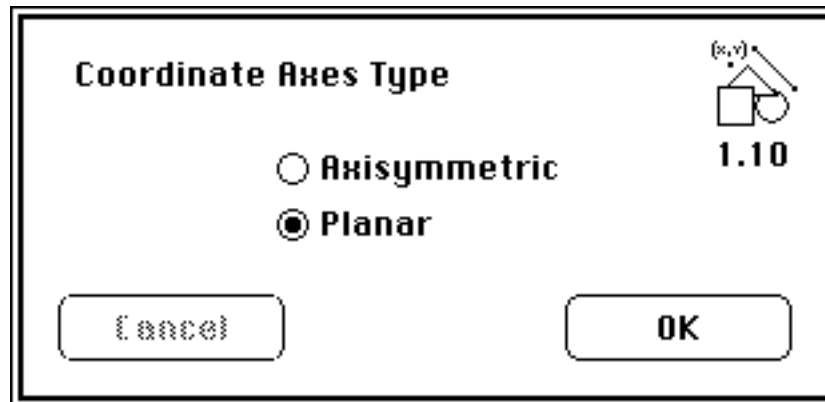 Coordinate Axes Type
(x,y)
1.10
Axisymmetric
Planar
Cancel
OK